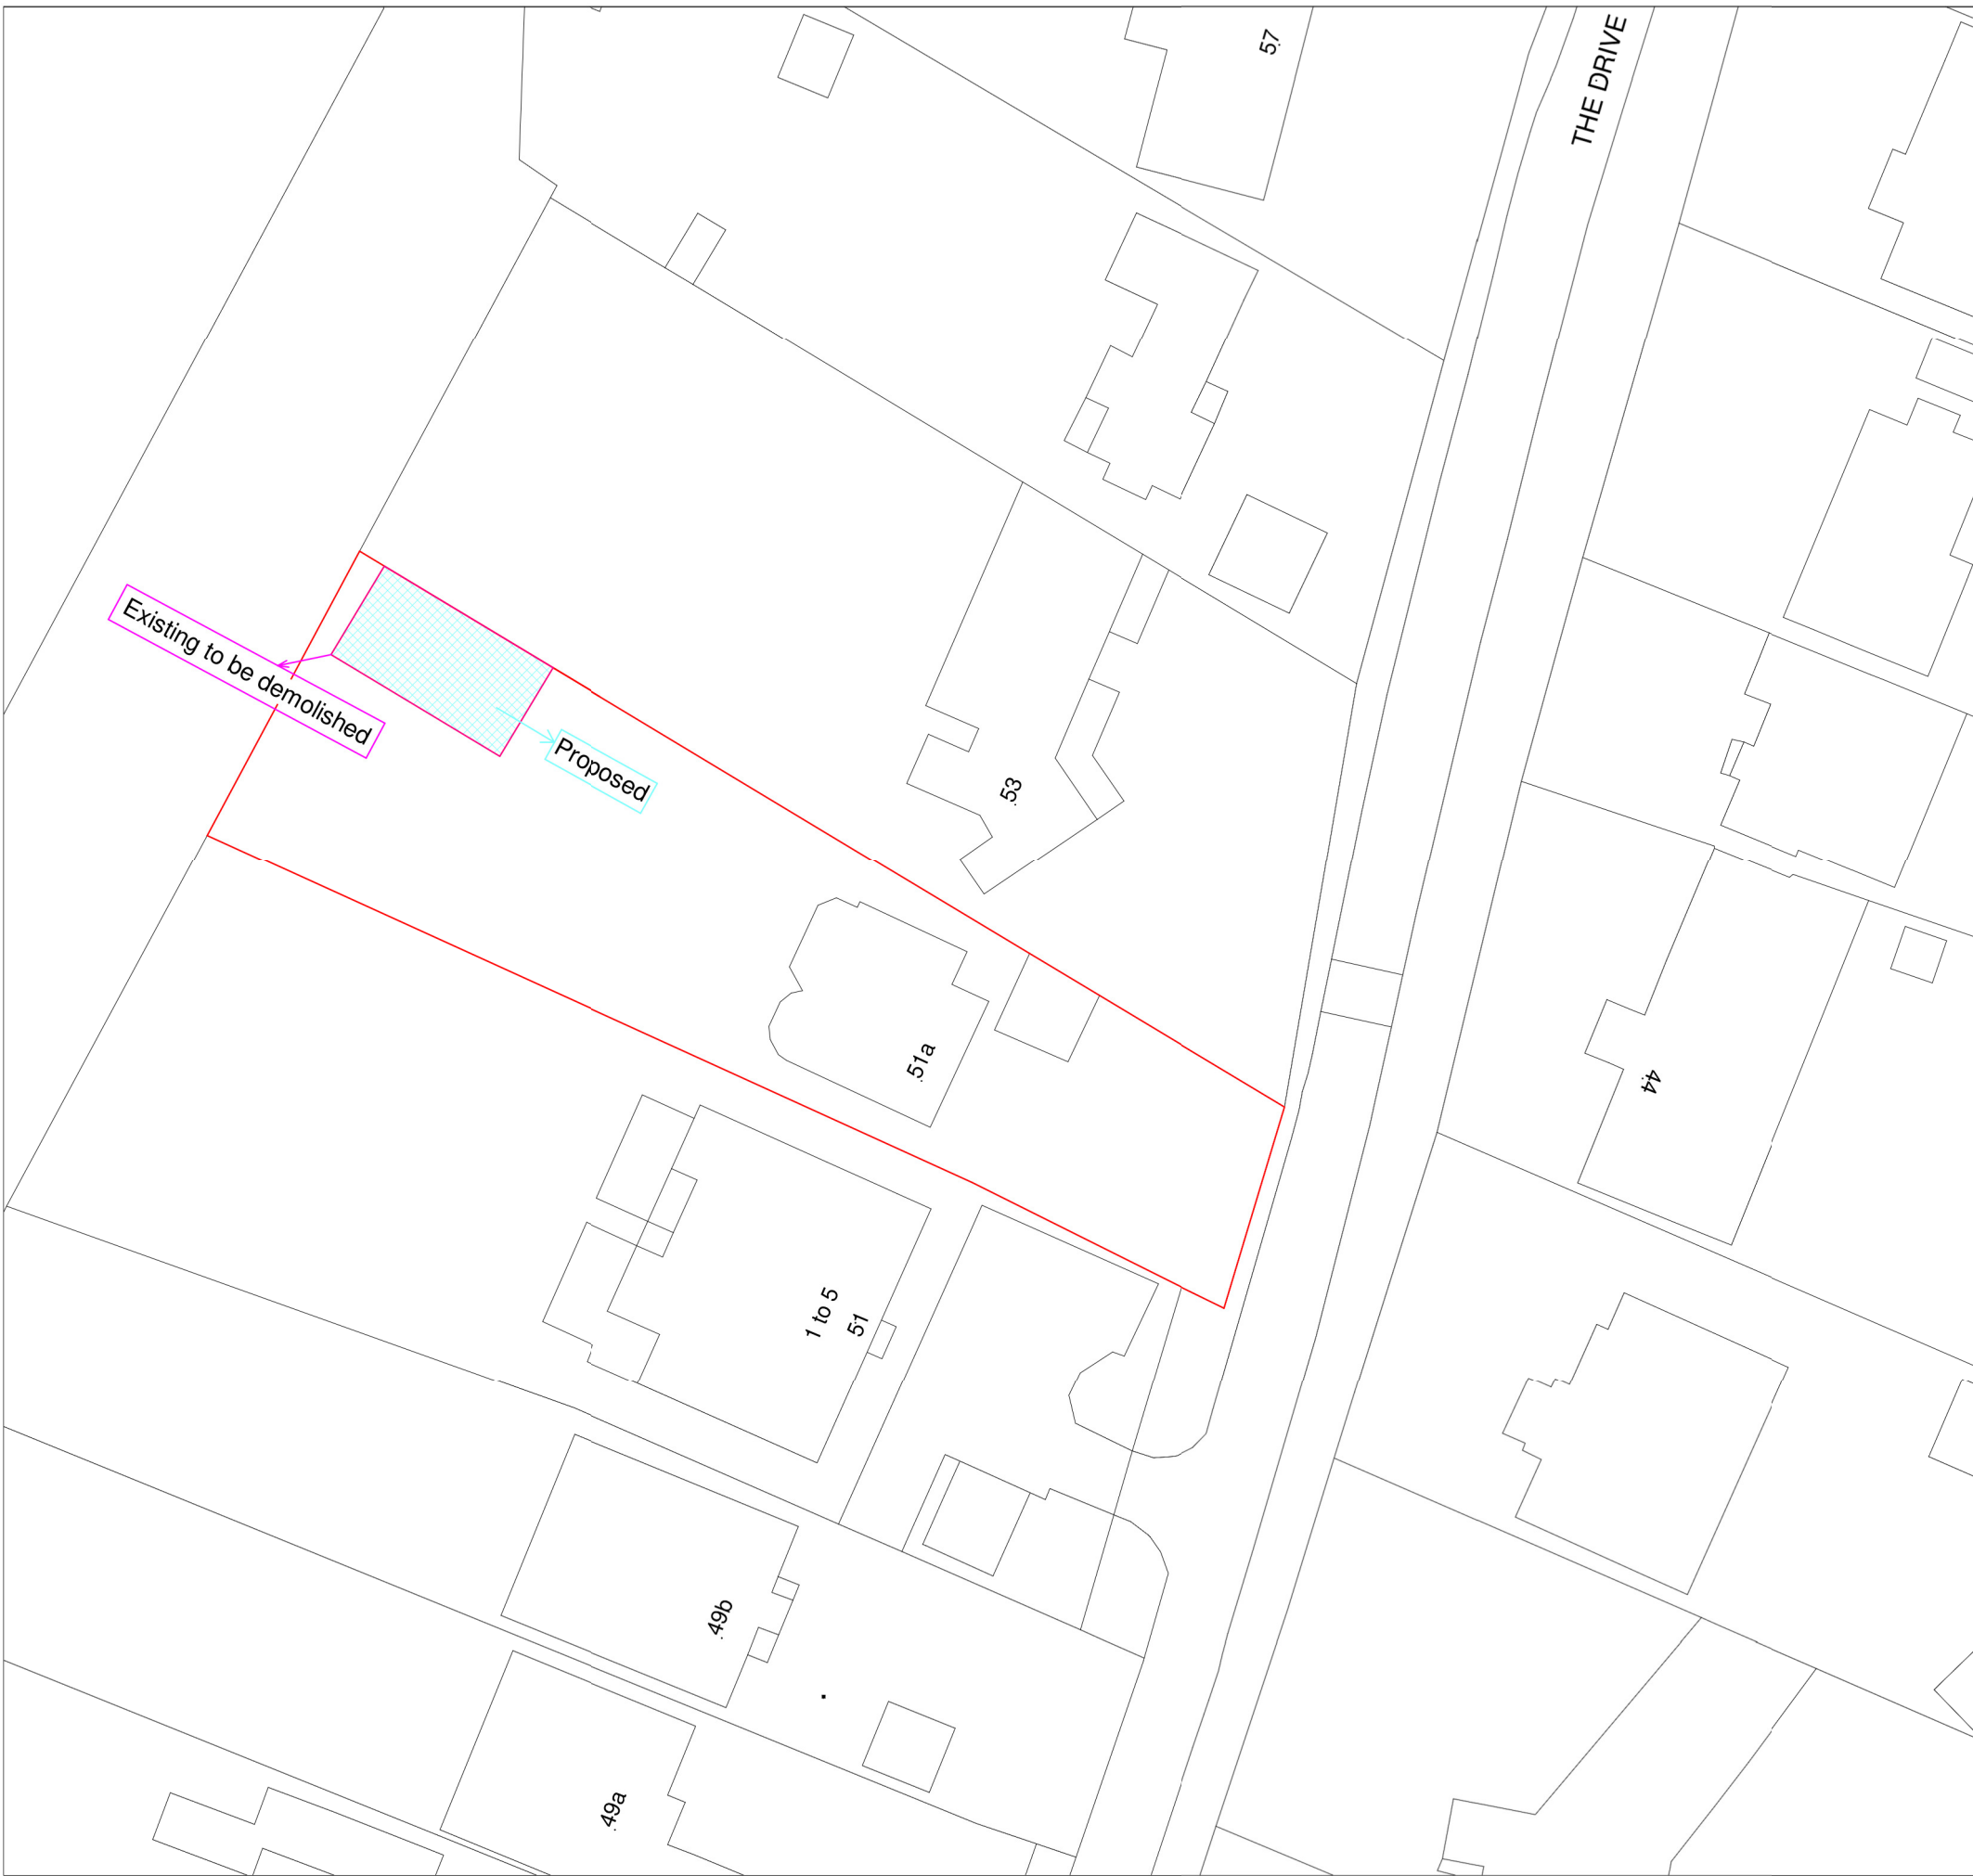 57
THE DRIVE
Existing to be demolished
Proposed
53
51a
44
1 to 5
51
49b
49a